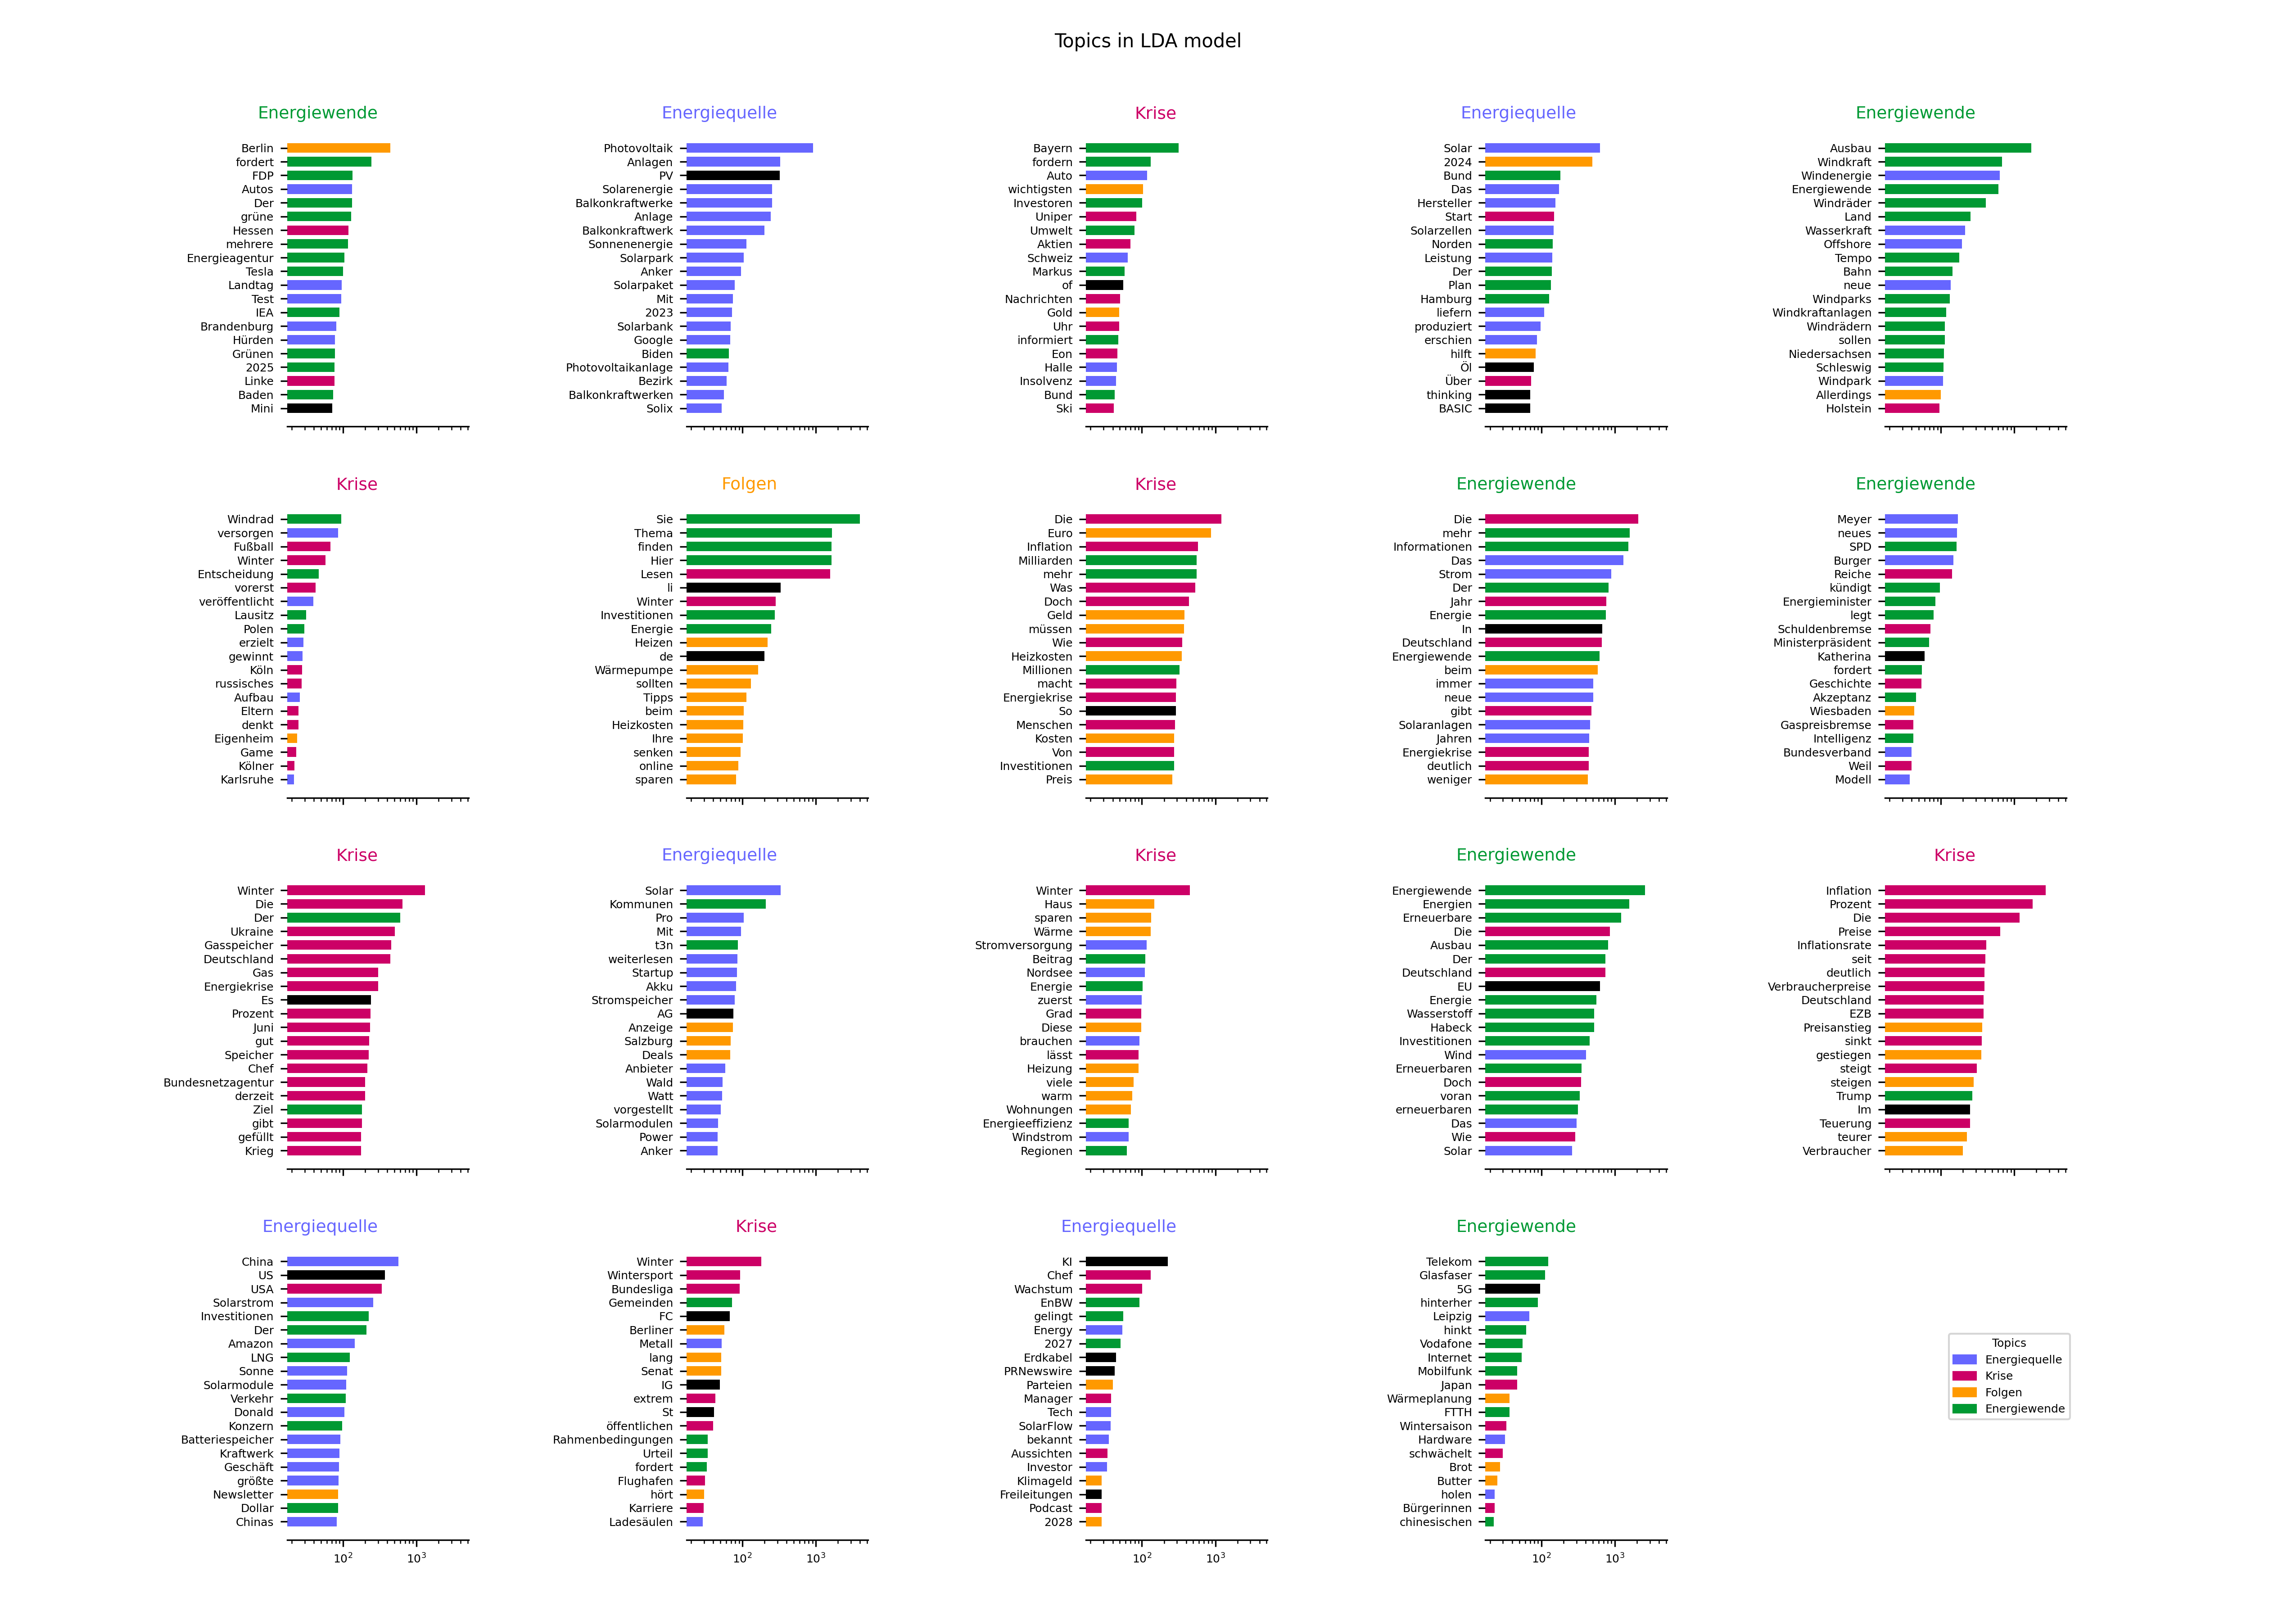 Topics in LDA model
Energiewende
Berlin
fordert
FDP
Autos
Der
grüne
Hessen
mehrere
Energieagentur
Tesla
Landtag
Test
IEA
Brandenburg
Hürden
Grünen
2025
Linke
Baden
Mini
Energiequelle
Photovoltaik
Anlagen
PV
Solarenergie
Balkonkraftwerke
Anlage
Balkonkraftwerk
Sonnenenergie
Solarpark
Anker
Solarpaket
Mit
2023
Solarbank
Google
Biden
Photovoltaikanlage
Bezirk
Balkonkraftwerken
Solix
Krise
Bayern
fordern
Auto
wichtigsten
Investoren
Uniper
Umwelt
Aktien
Schweiz
Markus
of
Nachrichten
Gold
Uhr
informiert
Eon
Halle
Insolvenz
Bund
Ski
Energiequelle
Solar
2024
Bund
Das
Hersteller
Start
Solarzellen
Norden
Leistung
Der
Plan
Hamburg
liefern
produziert
erschien
hilft
Öl
Über
thinking
BASIC
Energiewende
Ausbau
Windkraft
Windenergie
Energiewende
Windräder
Land
Wasserkraft
Offshore
Tempo
Bahn
neue
Windparks
Windkraftanlagen
Windrädern
sollen
Niedersachsen
Schleswig
Windpark
Allerdings
Holstein
Krise
Windrad
versorgen
Fußball
Winter
Entscheidung
vorerst
veröffentlicht
Lausitz
Polen
erzielt
gewinnt
Köln
russisches
Aufbau
Eltern
denkt
Eigenheim
Game
Kölner
Karlsruhe
Folgen
Sie
Thema
finden
Hier
Lesen
li
Winter
Investitionen
Energie
Heizen
de
Wärmepumpe
sollten
Tipps
beim
Heizkosten
Ihre
senken
online
sparen
Krise
Die
Euro
Inflation
Milliarden
mehr
Was
Doch
Geld
müssen
Wie
Heizkosten
Millionen
macht
Energiekrise
So
Menschen
Kosten
Von
Investitionen
Preis
Energiewende
Die
mehr
Informationen
Das
Strom
Der
Jahr
Energie
In
Deutschland
Energiewende
beim
immer
neue
gibt
Solaranlagen
Jahren
Energiekrise
deutlich
weniger
Energiewende
Meyer
neues
SPD
Burger
Reiche
kündigt
Energieminister
legt
Schuldenbremse
Ministerpräsident
Katherina
fordert
Geschichte
Akzeptanz
Wiesbaden
Gaspreisbremse
Intelligenz
Bundesverband
Weil
Modell
Krise
Winter
Die
Der
Ukraine
Gasspeicher
Deutschland
Gas
Energiekrise
Es
Prozent
Juni
gut
Speicher
Chef
Bundesnetzagentur
derzeit
Ziel
gibt
gefüllt
Krieg
Energiequelle
Solar
Kommunen
Pro
Mit
t3n
weiterlesen
Startup
Akku
Stromspeicher
AG
Anzeige
Salzburg
Deals
Anbieter
Wald
Watt
vorgestellt
Solarmodulen
Power
Anker
Krise
Winter
Haus
sparen
Wärme
Stromversorgung
Beitrag
Nordsee
Energie
zuerst
Grad
Diese
brauchen
lässt
Heizung
viele
warm
Wohnungen
Energieeffizienz
Windstrom
Regionen
Energiewende
Energiewende
Energien
Erneuerbare
Die
Ausbau
Der
Deutschland
EU
Energie
Wasserstoff
Habeck
Investitionen
Wind
Erneuerbaren
Doch
voran
erneuerbaren
Das
Wie
Solar
Krise
Inflation
Prozent
Die
Preise
Inflationsrate
seit
deutlich
Verbraucherpreise
Deutschland
EZB
Preisanstieg
sinkt
gestiegen
steigt
steigen
Trump
Im
Teuerung
teurer
Verbraucher
Energiequelle
China
US
USA
Solarstrom
Investitionen
Der
Amazon
LNG
Sonne
Solarmodule
Verkehr
Donald
Konzern
Batteriespeicher
Kraftwerk
Geschäft
größte
Newsletter
Dollar
Chinas
10² 10³
Krise
Winter
Wintersport
Bundesliga
Gemeinden
FC
Berliner
Metall
lang
Senat
IG
extrem
St
öffentlichen
Rahmenbedingungen
Urteil
fordert
Flughafen
hört
Karriere
Ladesäulen
10² 10³
Energiequelle
KI
Chef
Wachstum
EnBW
gelingt
Energy
2027
Erdkabel
PRNewswire
Parteien
Manager
Tech
SolarFlow
bekannt
Aussichten
Investor
Klimageld
Freileitungen
Podcast
2028
10² 10³
Energiewende
Telekom
Glasfaser
5G
hinterher
Leipzig
hinkt
Vodafone
Internet
Mobilfunk
Japan
Wärmeplanung
FTTH
Wintersaison
Hardware
schwächelt
Brot
Butter
holen
Bürgerinnen
chinesischen
10² 10³
Topics
Energiequelle
Krise
Folgen
Energiewende